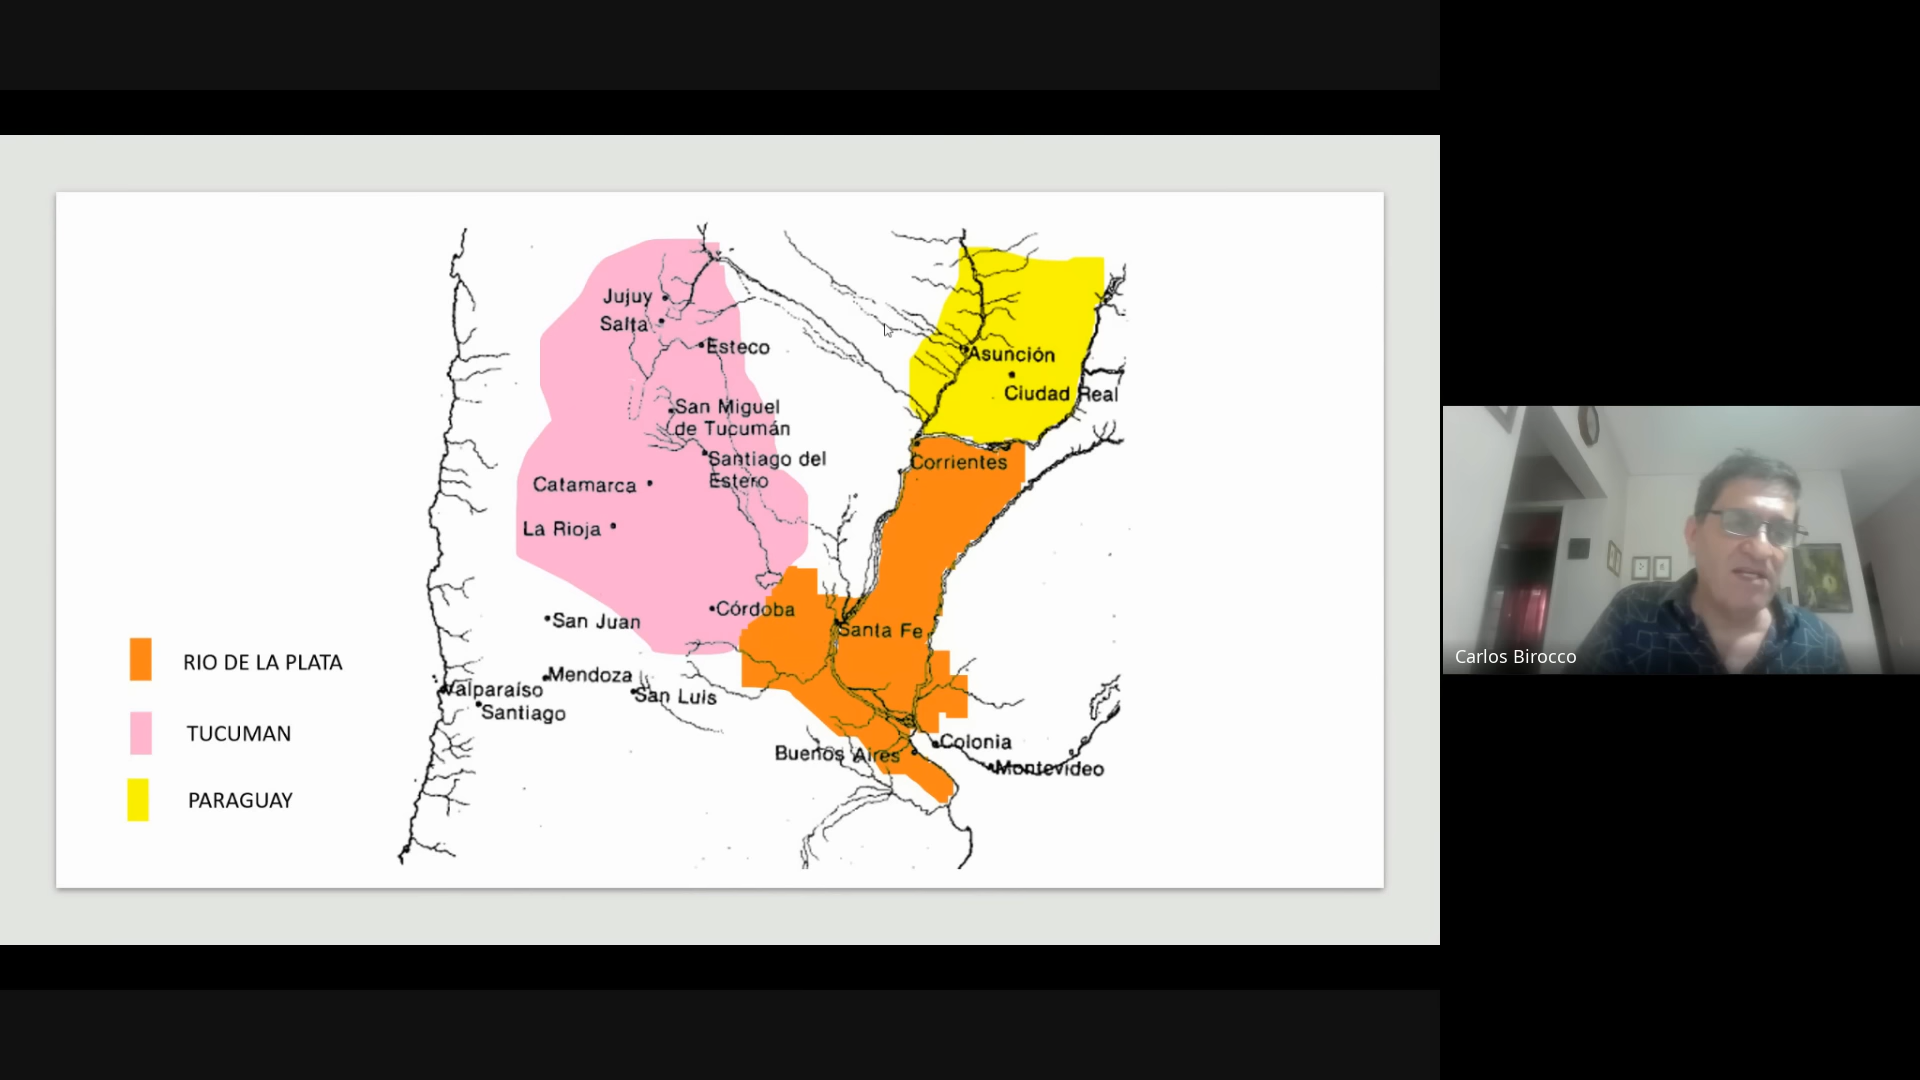 Jujuy
Salta
Esteco
San Miguel
de Tucumán
Santiago del
Estero
Catamarca
La Rioja
Córdoba
San Juan
Mendoza
San Luis
Valparaíso
Santiago
Asunción
Ciudad Real
Corrientes
Santa Fe
Buenos Aires
Colonia
Montevideo
RIO DE LA PLATA
TUCUMAN
PARAGUAY
Carlos Birocco